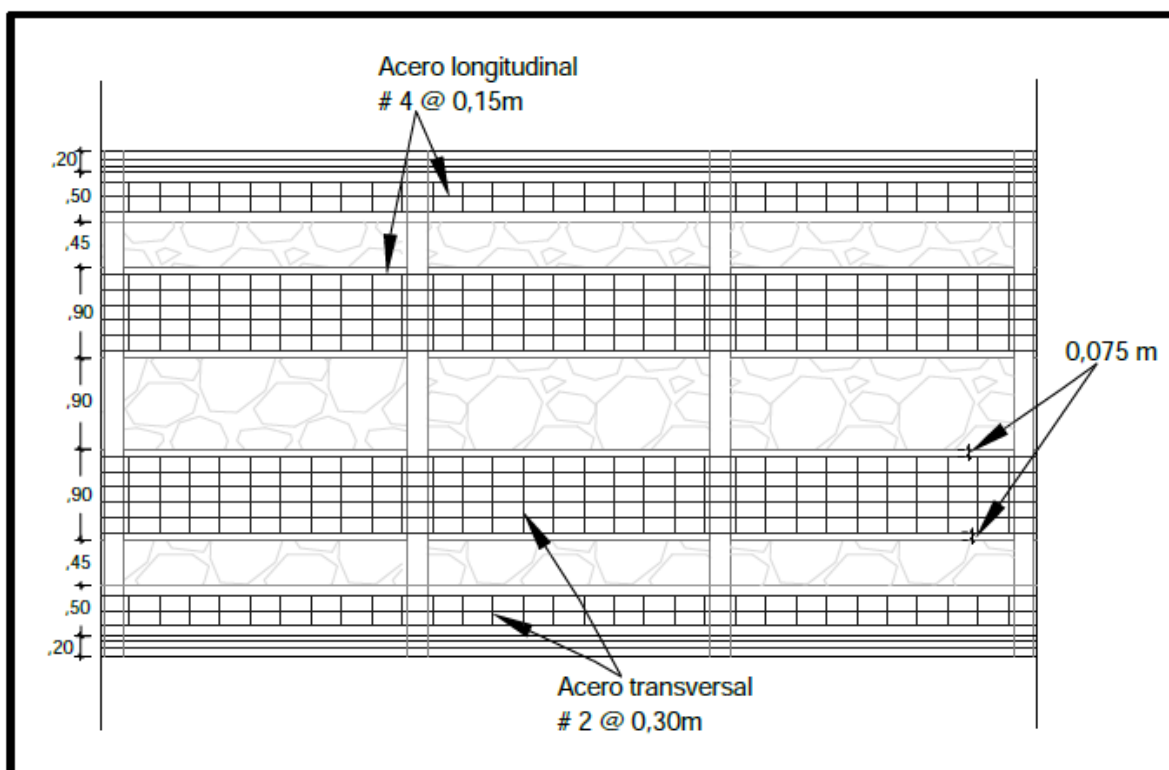 Acero longitudinal
# 4 @ 0,15m
,20
,50
,45
,90
,90
,90
,45
,50
,20
0,075 m
Acero transversal
# 2 @ 0,30m